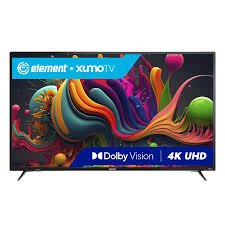 element • xumo TV
Dolby Vision
4K UHD